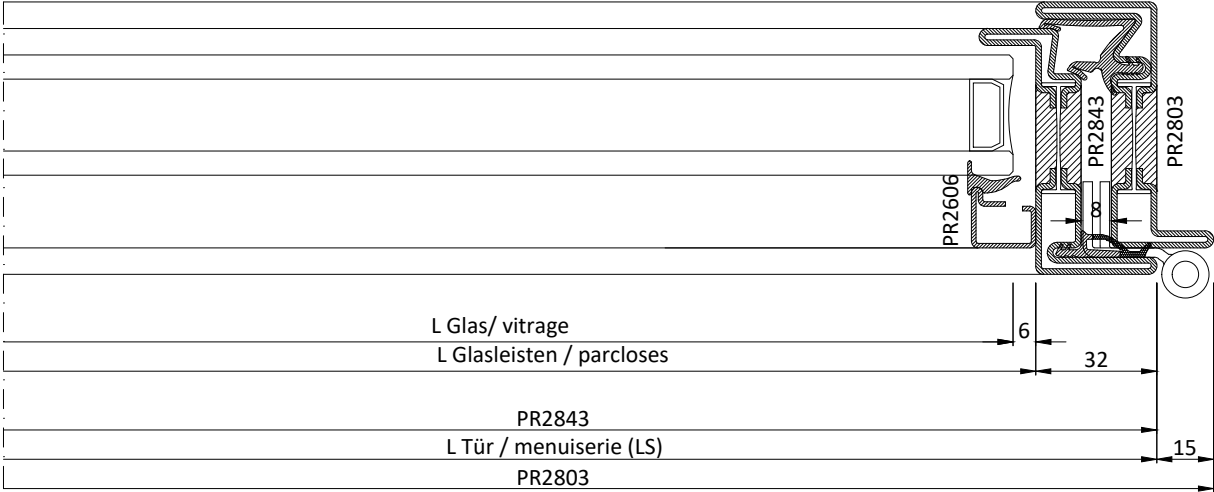 PR2843
PR2803
PR2606
8
L Glas/ vitrage
6
L Glasleisten / parcloses
32
PR2843
L Tür / menuiserie (LS)
15
PR2803